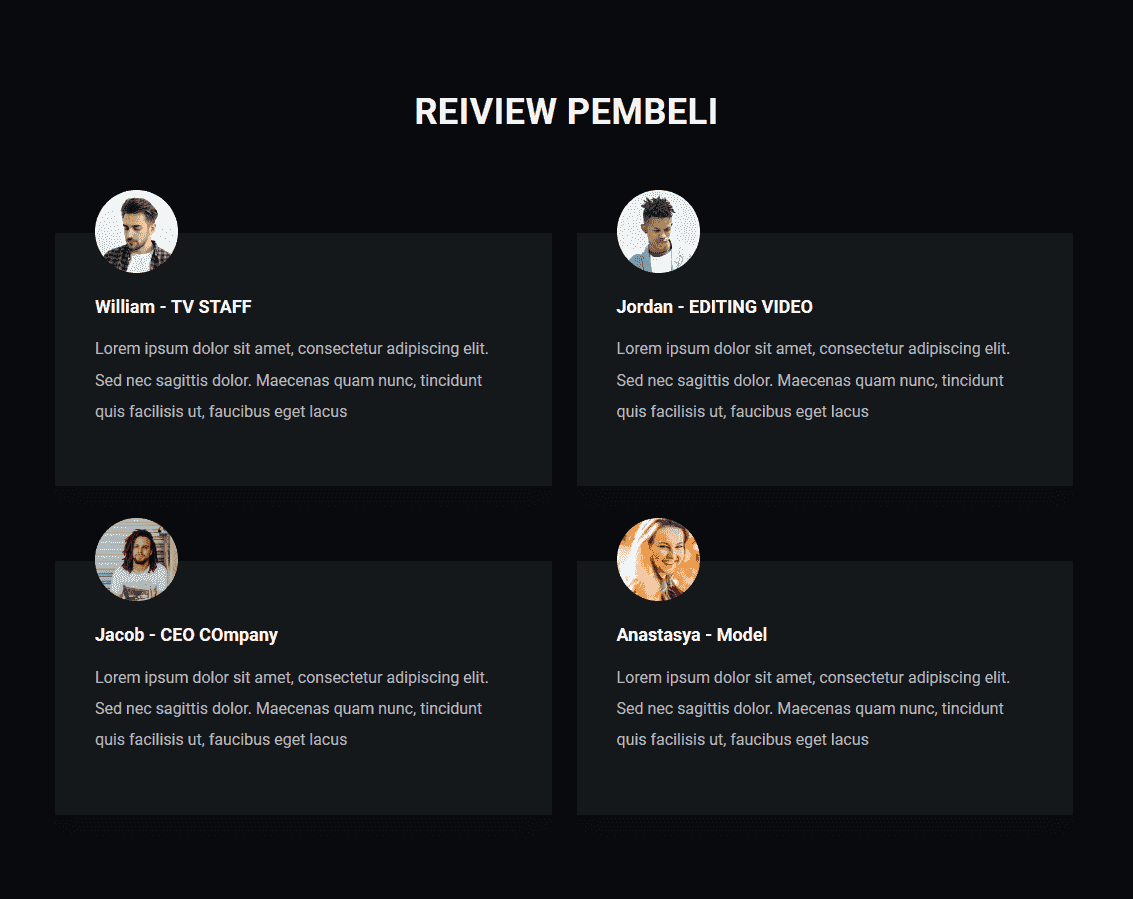 REIVIEW PEMBELI
William - TV STAFF
Lorem ipsum dolor sit amet, consectetur adipiscing elit.
Sed nec sagittis dolor. Maecenas quam nunc, tincidunt
quis facilisis ut, faucibus eget lacus
Jordan - EDITING VIDEO
Lorem ipsum dolor sit amet, consectetur adipiscing elit.
Sed nec sagittis dolor. Maecenas quam nunc, tincidunt
quis facilisis ut, faucibus eget lacus
Jacob - CEO COmpany
Lorem ipsum dolor sit amet, consectetur adipiscing elit.
Sed nec sagittis dolor. Maecenas quam nunc, tincidunt
quis facilisis ut, faucibus eget lacus
Anastasya - Model
Lorem ipsum dolor sit amet, consectetur adipiscing elit.
Sed nec sagittis dolor. Maecenas quam nunc, tincidunt
quis facilisis ut, faucibus eget lacus